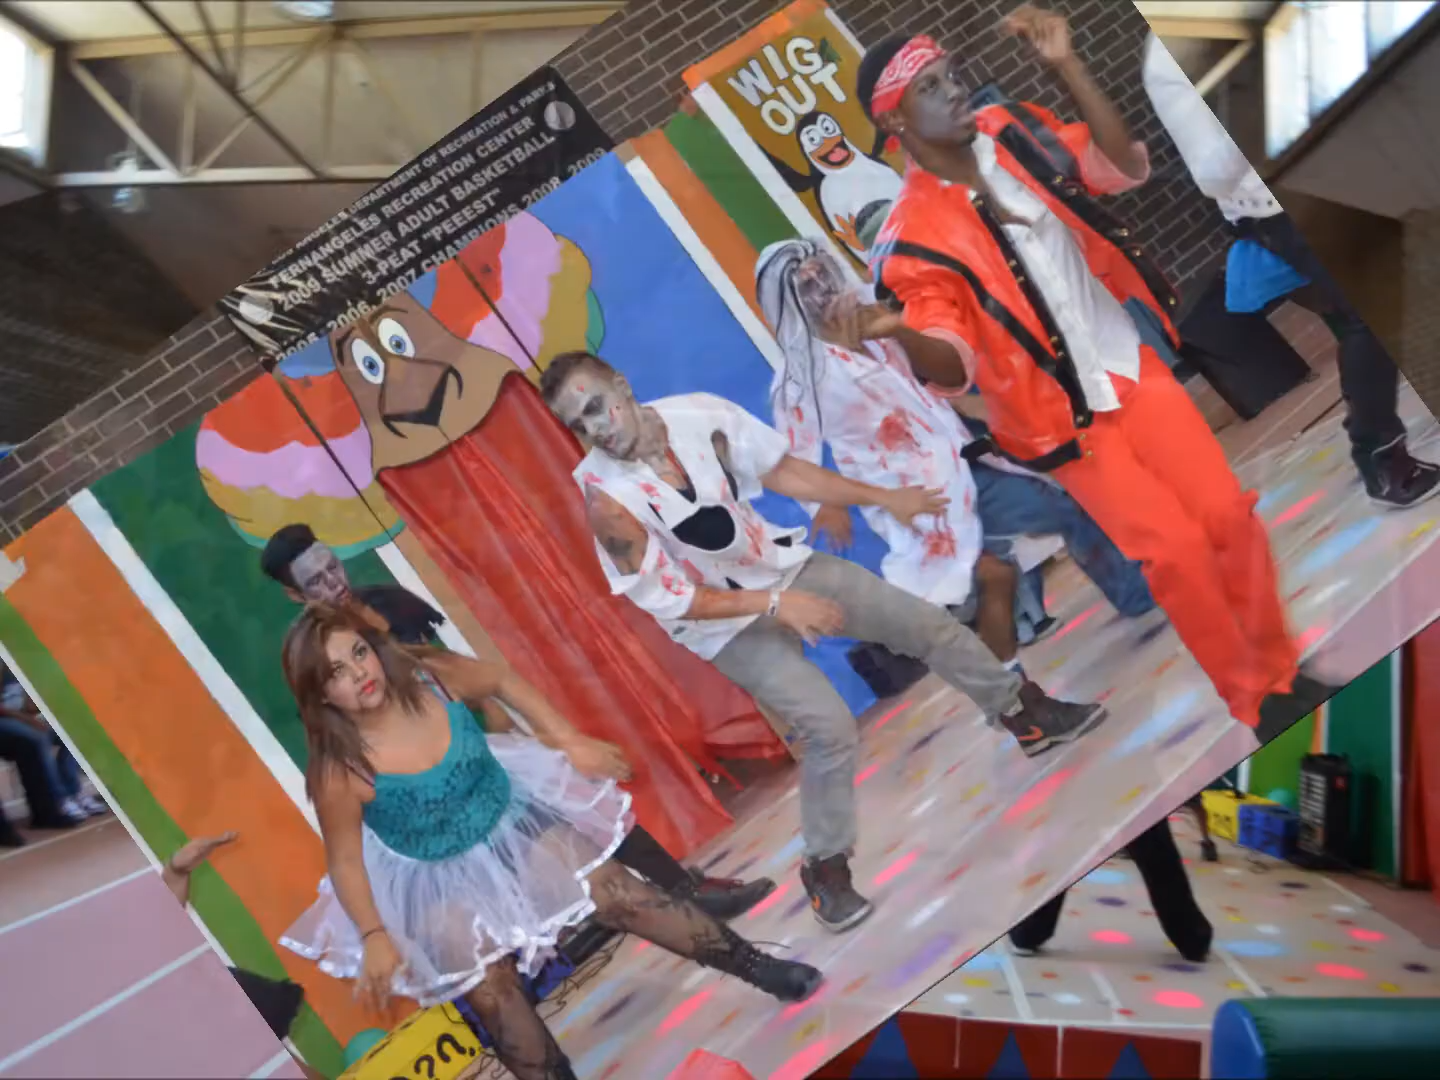 WIG
OUT
ANGELES DEPARTMENT OF RECREATION & PARKS
FERNANGELES RECREATION CENTER
2009 SUMMER ADULT BASKETBALL
3-PEAT "PEEEST"
2005, 2006, 2007 CHAMPIONS 2008, 2009
???